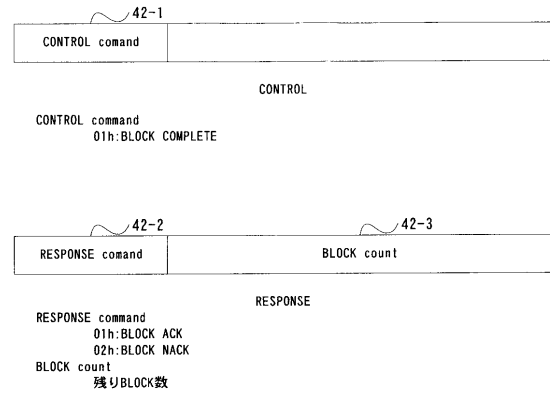 42-1
CONTROL comand
CONTROL
CONTROL command
01h:BLOCK COMPLETE
42-2
42-3
RESPONSE comand
BLOCK count
RESPONSE
RESPONSE command
01h:BLOCK ACK
02h:BLOCK NACK
BLOCK count
残りBLOCK数